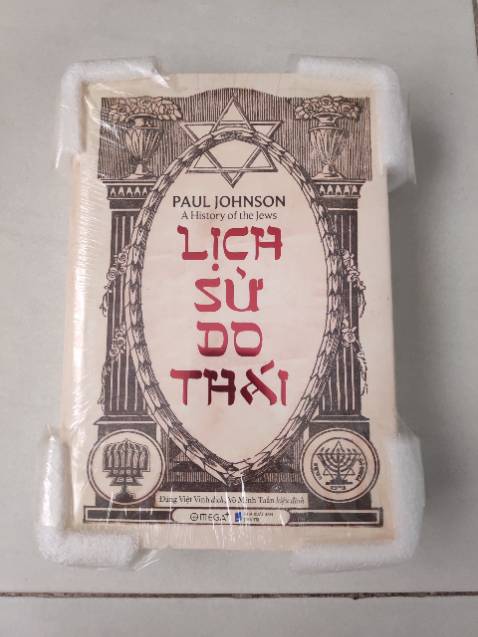 PAUL JOHNSON
A History of the Jews
LỊCH
SỬ
DO
THÁI
Đặng Việt Vinh dịch, Võ Minh Tuấn hiệu đính
OMEGA+